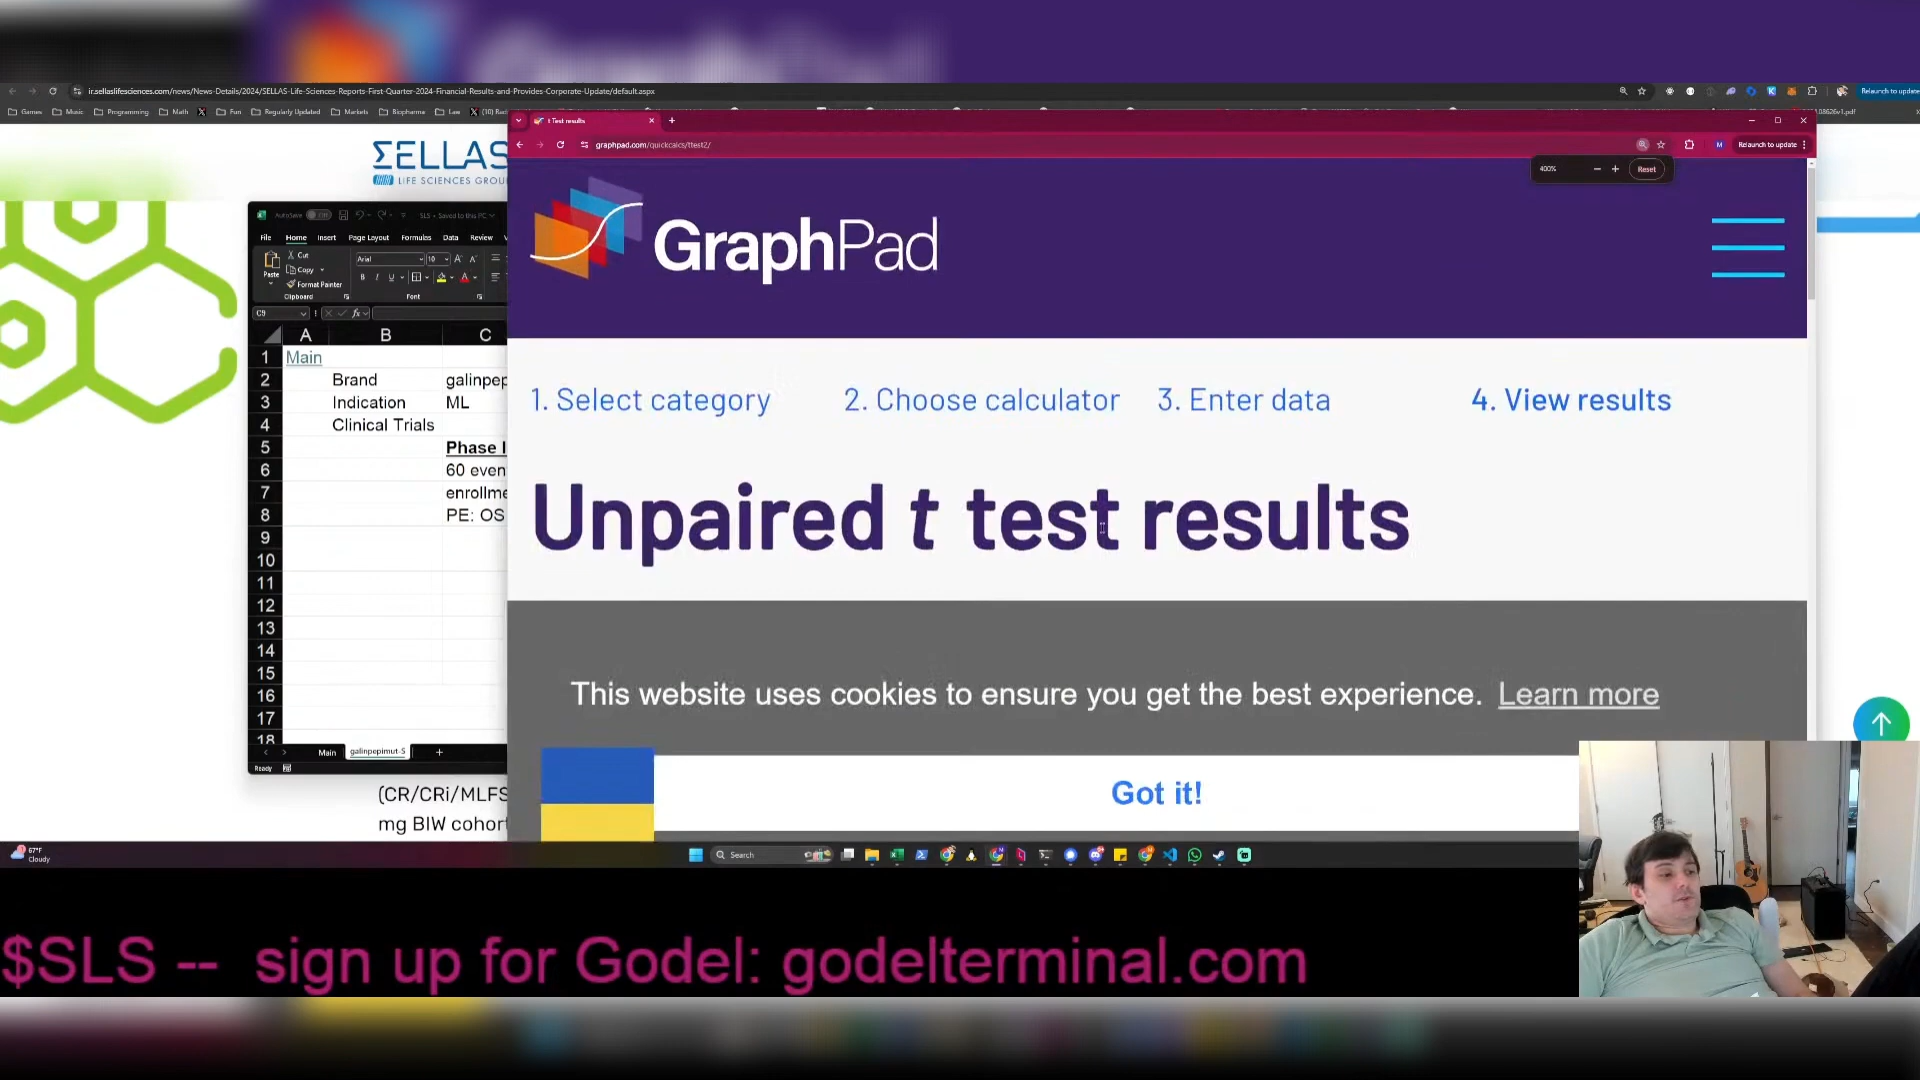 GraphPad
ir.sellaslifesciences.com/news/News-Details/2024/SELLAS-Life-Sciences-Reports-First-Quarter-2024-Financial-Results-and-Provides-Corporate-Update/default.aspx
Relaunch to update
Games Music Programming Math Fun Regularly Updated Markets Biopharma Law
t Test results
graphpad.com/quickcalcs/ttest2/
Relaunch to update
400% Reset
ΣELLAS
LIFE SCIENCES GROUP
GraphPad
AutoSave Off SLS • Saved to this PC
File Home Insert Page Layout Formulas Data Review
Paste Cut Arial 10
Copy
Format Painter
Clipboard Font
C9 fx
A B C
1 Main
2 Brand galinpep
3 Indication ML
4 Clinical Trials
5 Phase I
6 60 even
7 enrollme
8 PE: OS
9
10
11
12
13
14
15
16
17
18
Main galinpepimut-S +
Ready
1. Select category 2. Choose calculator 3. Enter data 4. View results
Unpaired t test results
This website uses cookies to ensure you get the best experience. Learn more
Got it!
(CR/CRi/MLFS
mg BIW cohort
67°F
Cloudy
Search
$SLS -- sign up for Godel: godelterminal.com